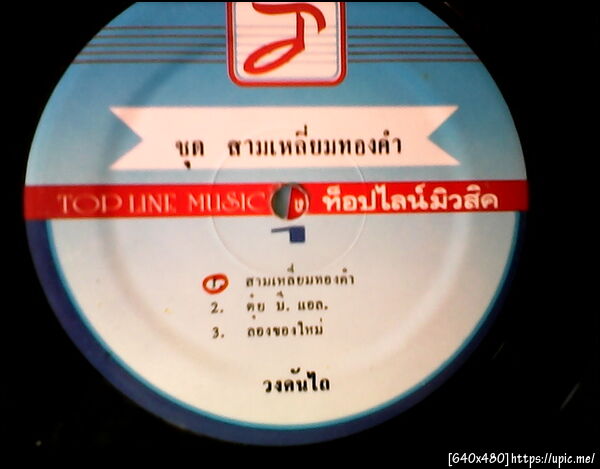 ชุด สามเหลี่ยมทองคำ
TOP LINE MUSIC ท็อปไลน์มิวสิค
1. สามเหลี่ยมทองคำ
2. คุ๋ย บี. แอล.
3. ลองของใหม่
วงคันไถ
[640x480]https://upic.me/